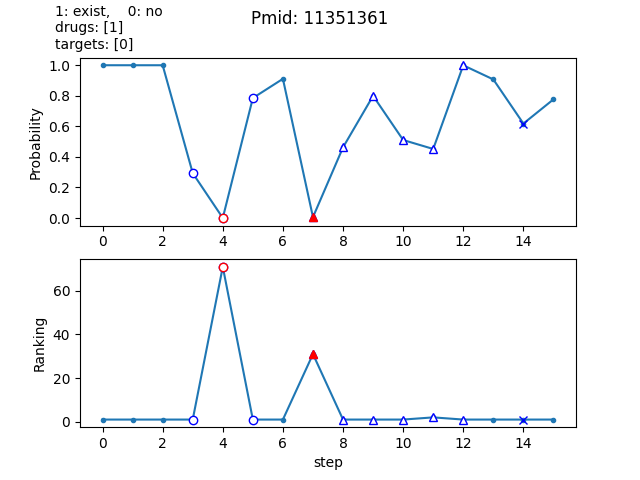 1: exist,    0: no
drugs: [1]
targets: [0]
Pmid: 11351361
Probability
1.0
0.8
0.6
0.4
0.2
0.0
0 2 4 6 8 10 12 14
Ranking
60
40
20
0
0 2 4 6 8 10 12 14
step